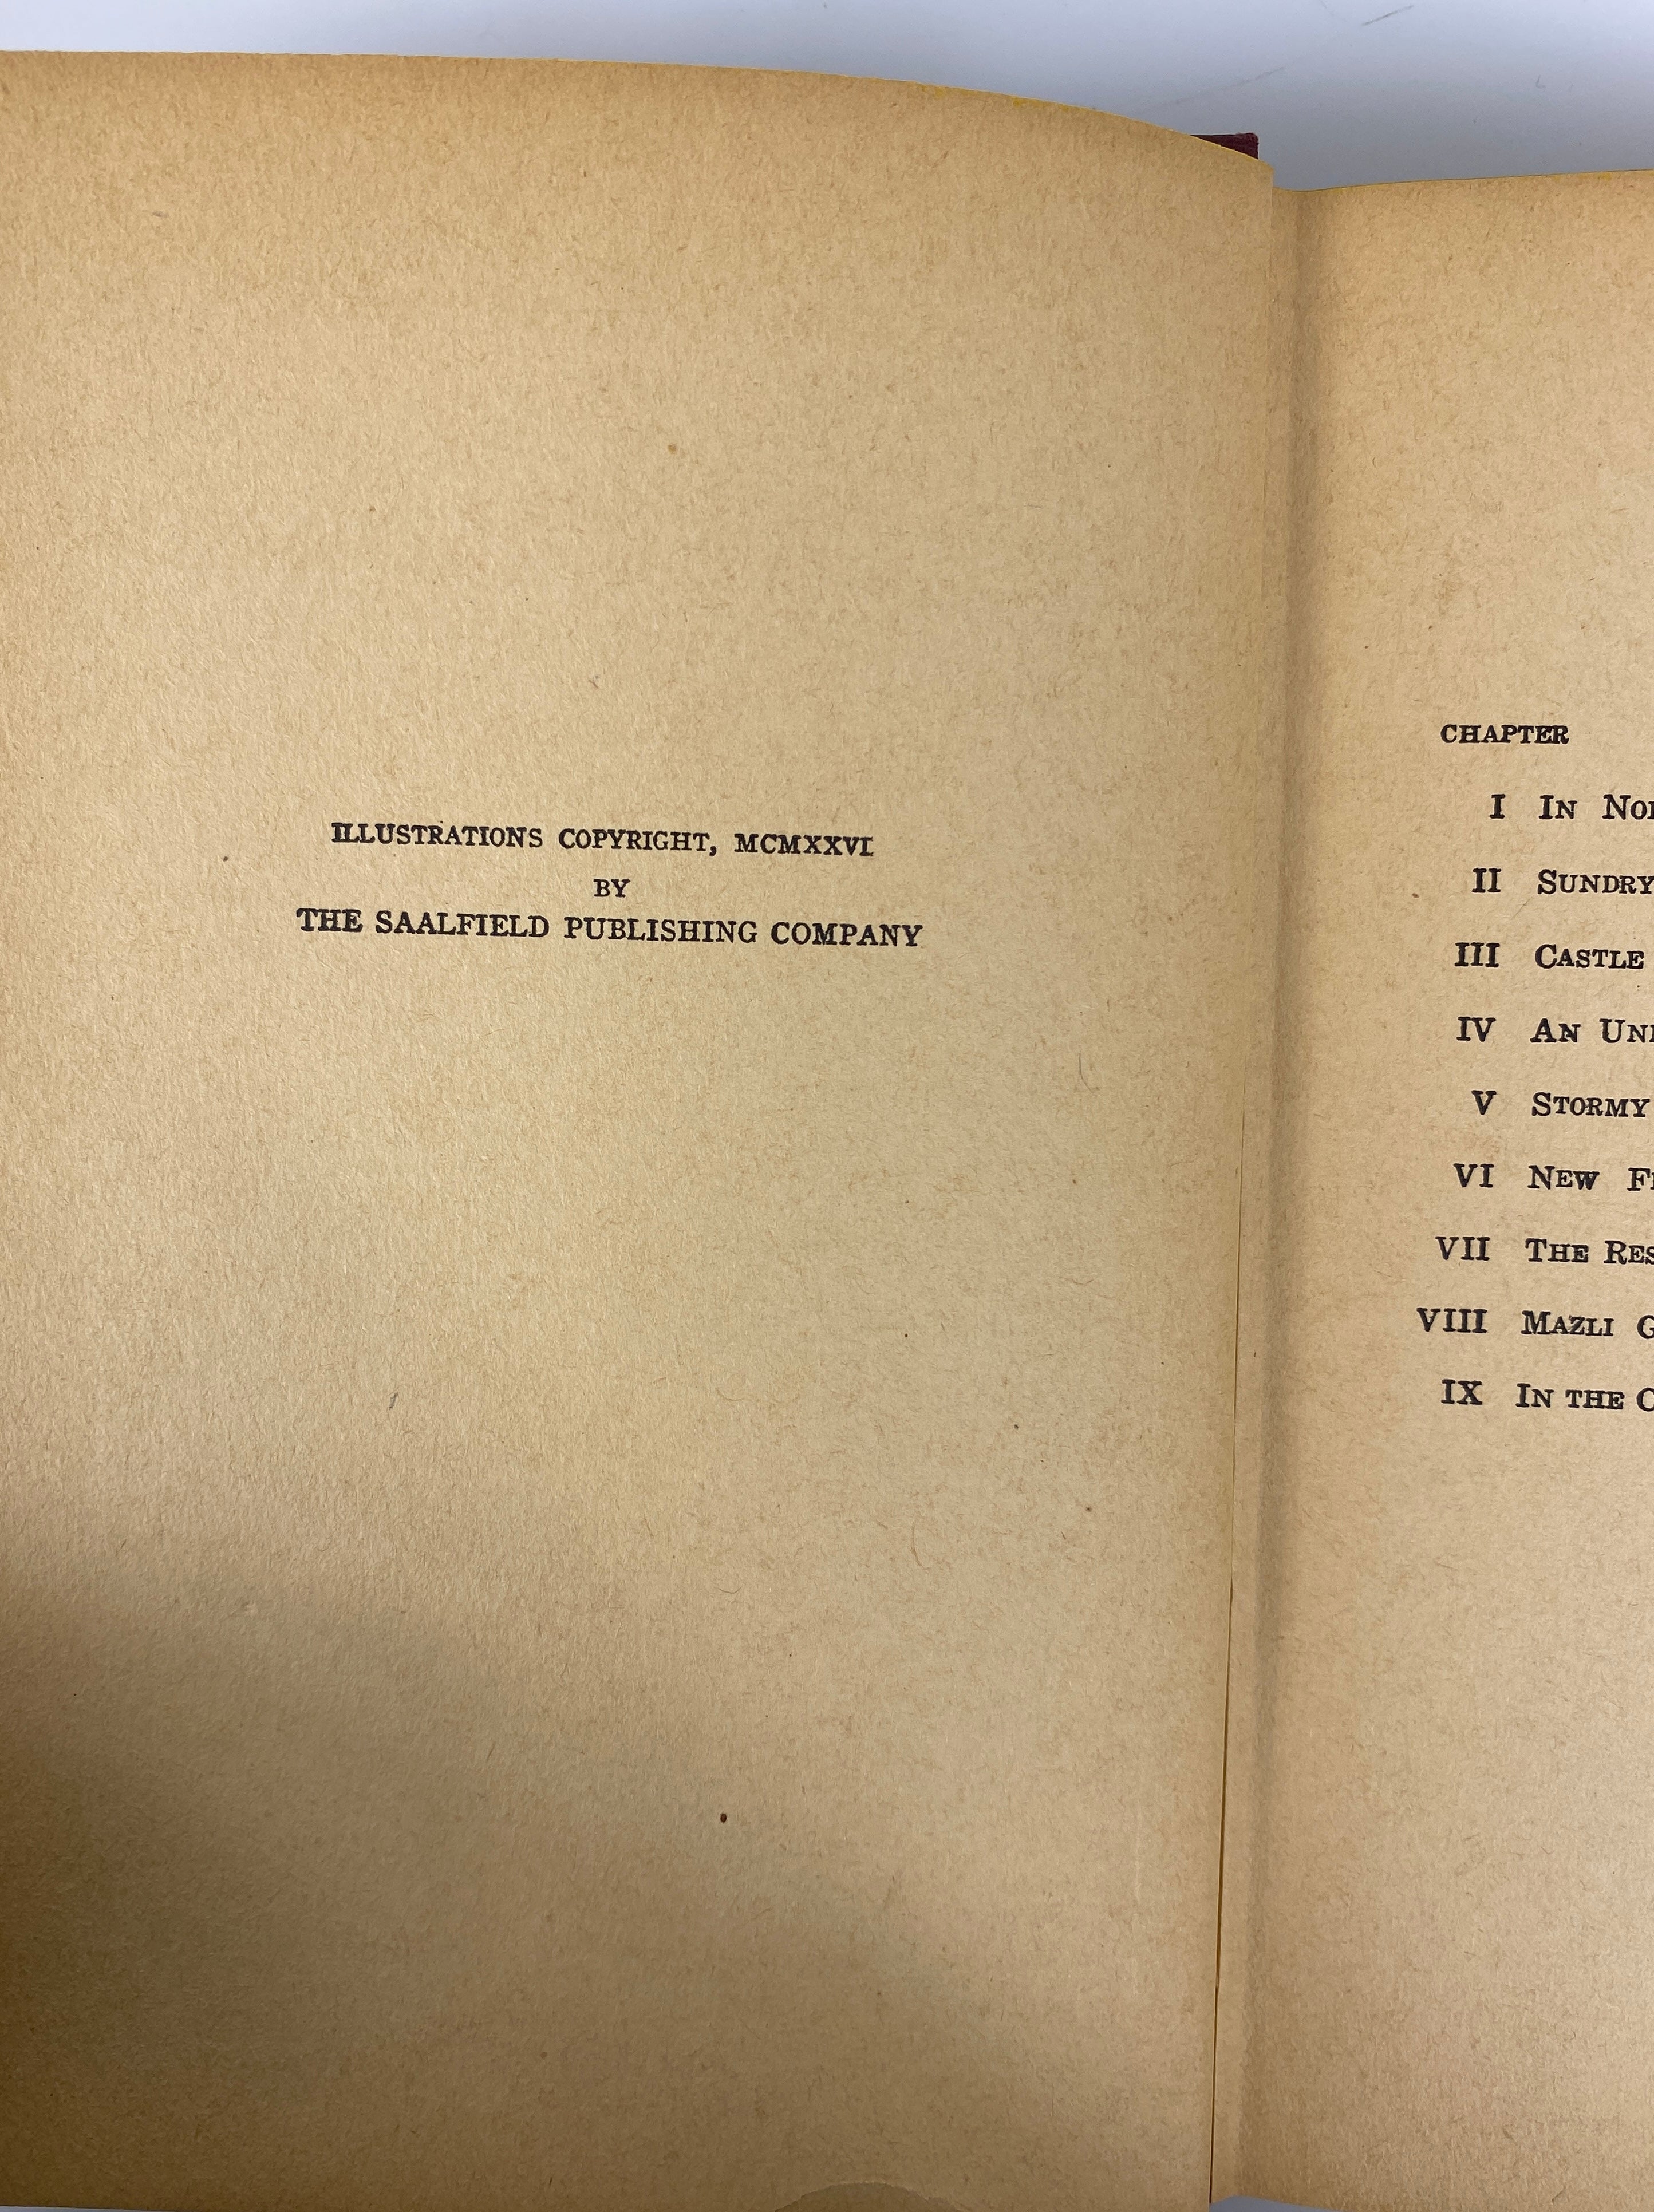 ILLUSTRATIONS COPYRIGHT, MCMXXVI
BY
THE SAALFIELD PUBLISHING COMPANY
CHAPTER
I IN
II SUNDRY
III CASTLE
IV AN
V STORMY
VI NEW
VII THE
VIII MAZLI
IX IN THE